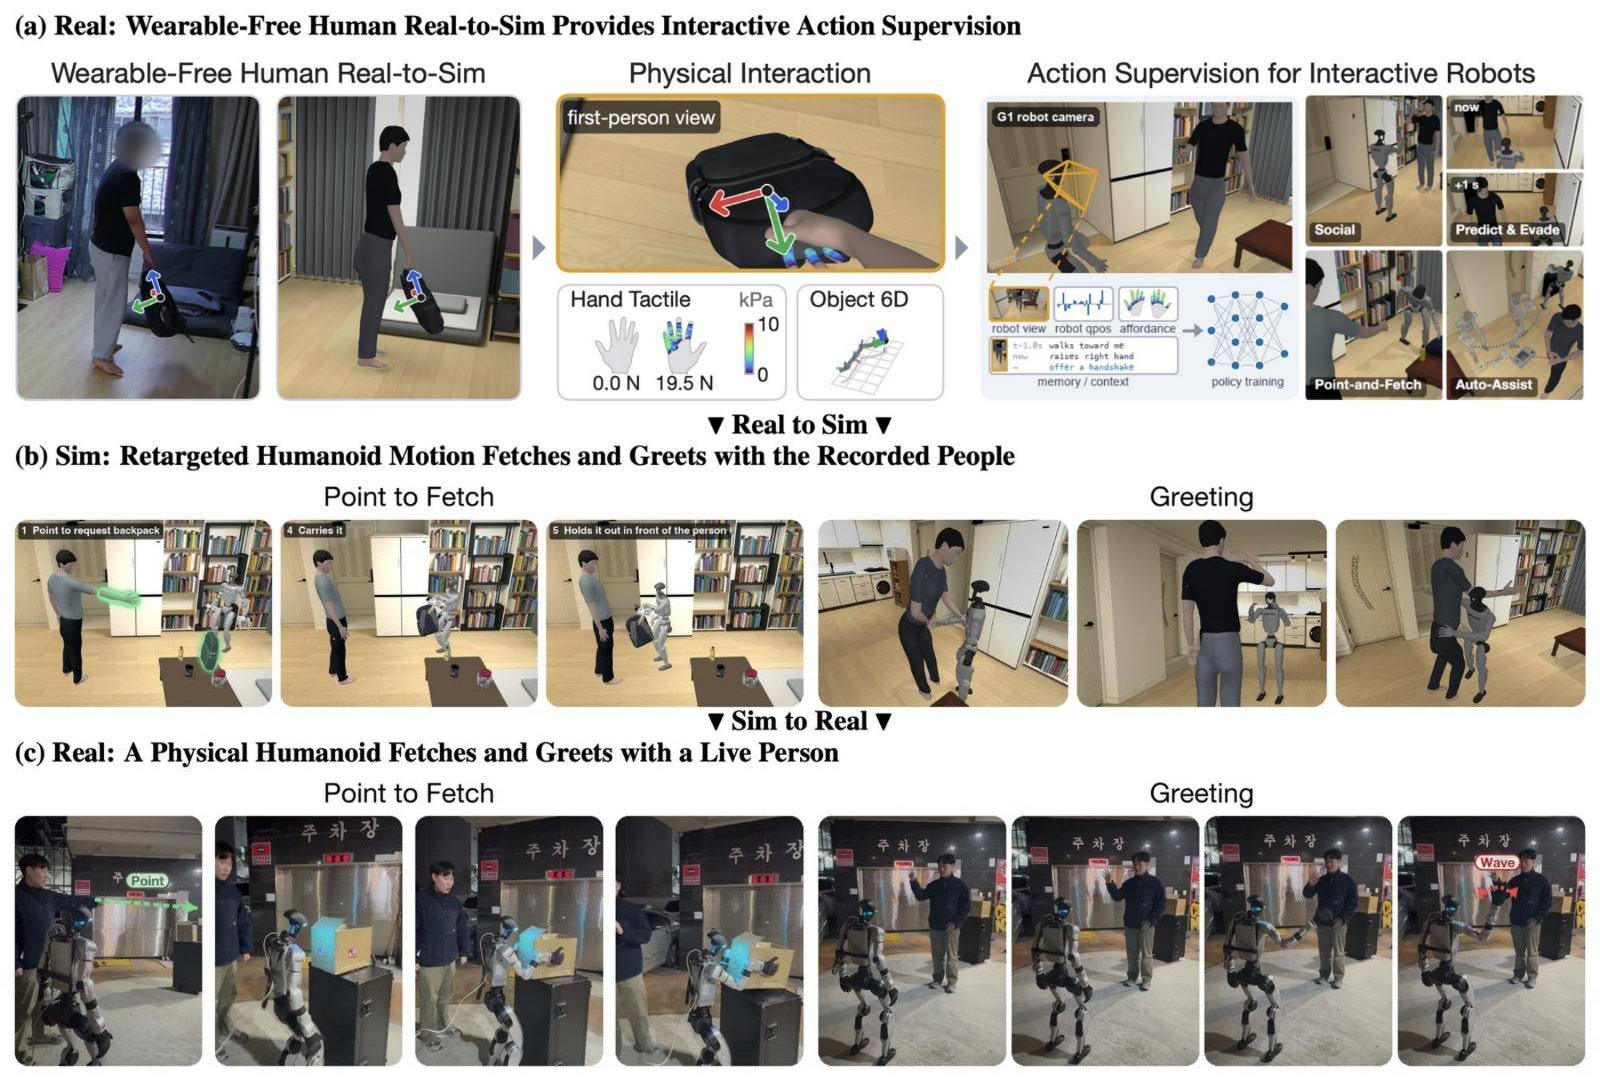 (a) Real: Wearable-Free Human Real-to-Sim Provides Interactive Action Supervision
Wearable-Free Human Real-to-Sim
Physical Interaction
Action Supervision for Interactive Robots
first-person view
Hand Tactile
kPa
10
0
0.0 N
19.5 N
Object 6D
G1 robot camera
robot view
robot qpos
affordance
t-1.0s walks toward me
now raises right hand
→ offer a handshake
memory / context
policy training
Social
now
+1 s
Predict & Evade
Point-and-Fetch
Auto-Assist
▼ Real to Sim ▼
(b) Sim: Retargeted Humanoid Motion Fetches and Greets with the Recorded People
Point to Fetch
Greeting
1 Point to request backpack
4 Carries it
5 Holds it out in front of the person
▼ Sim to Real ▼
(c) Real: A Physical Humanoid Fetches and Greets with a Live Person
Point to Fetch
Greeting
주
Point
주 차 장
주 차 장
주 차 장
주 차 장
주 차 장
주 차 장
주 차 장
Wave